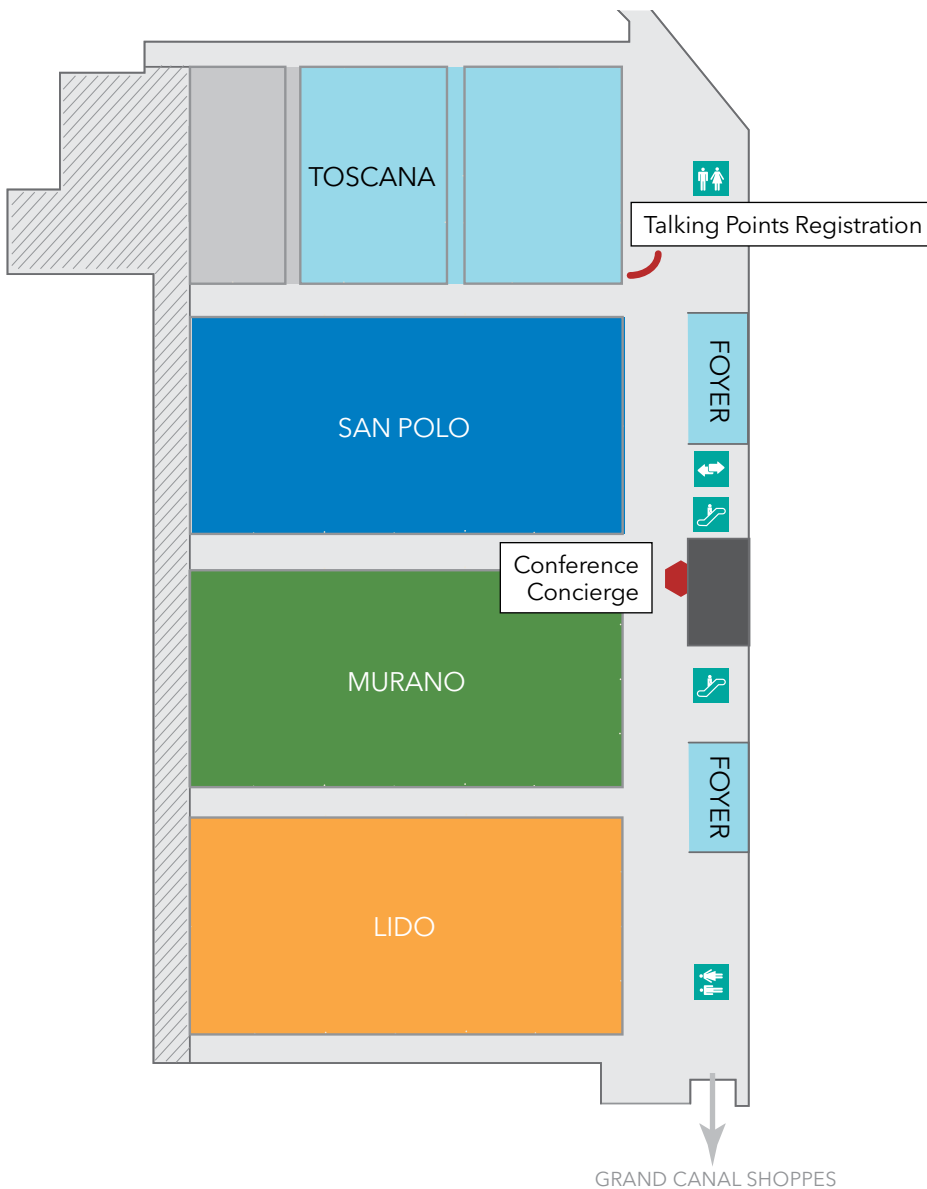 TOSCANA
Talking Points Registration
FOYER
SAN POLO
Conference
Concierge
MURANO
FOYER
LIDO
GRAND CANAL SHOPPES